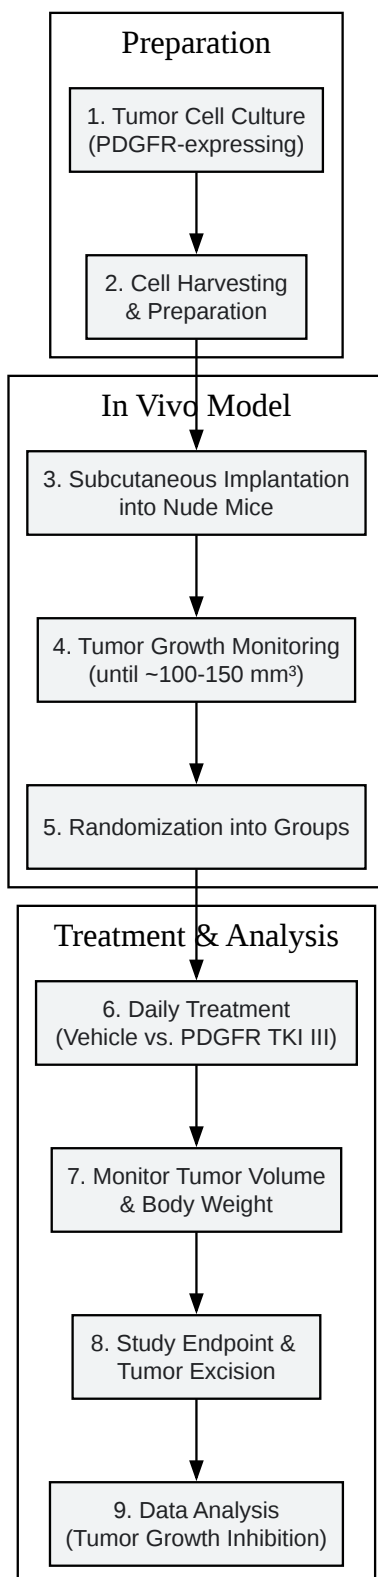 Preparation
1. Tumor Cell Culture
(PDGFR-expressing)
2. Cell Harvesting
& Preparation
In Vivo Model
3. Subcutaneous Implantation
into Nude Mice
4. Tumor Growth Monitoring
(until ~100-150 mm³)
5. Randomization into Groups
Treatment & Analysis
6. Daily Treatment
(Vehicle vs. PDGFR TKI III)
7. Monitor Tumor Volume
& Body Weight
8. Study Endpoint &
Tumor Excision
9. Data Analysis
(Tumor Growth Inhibition)